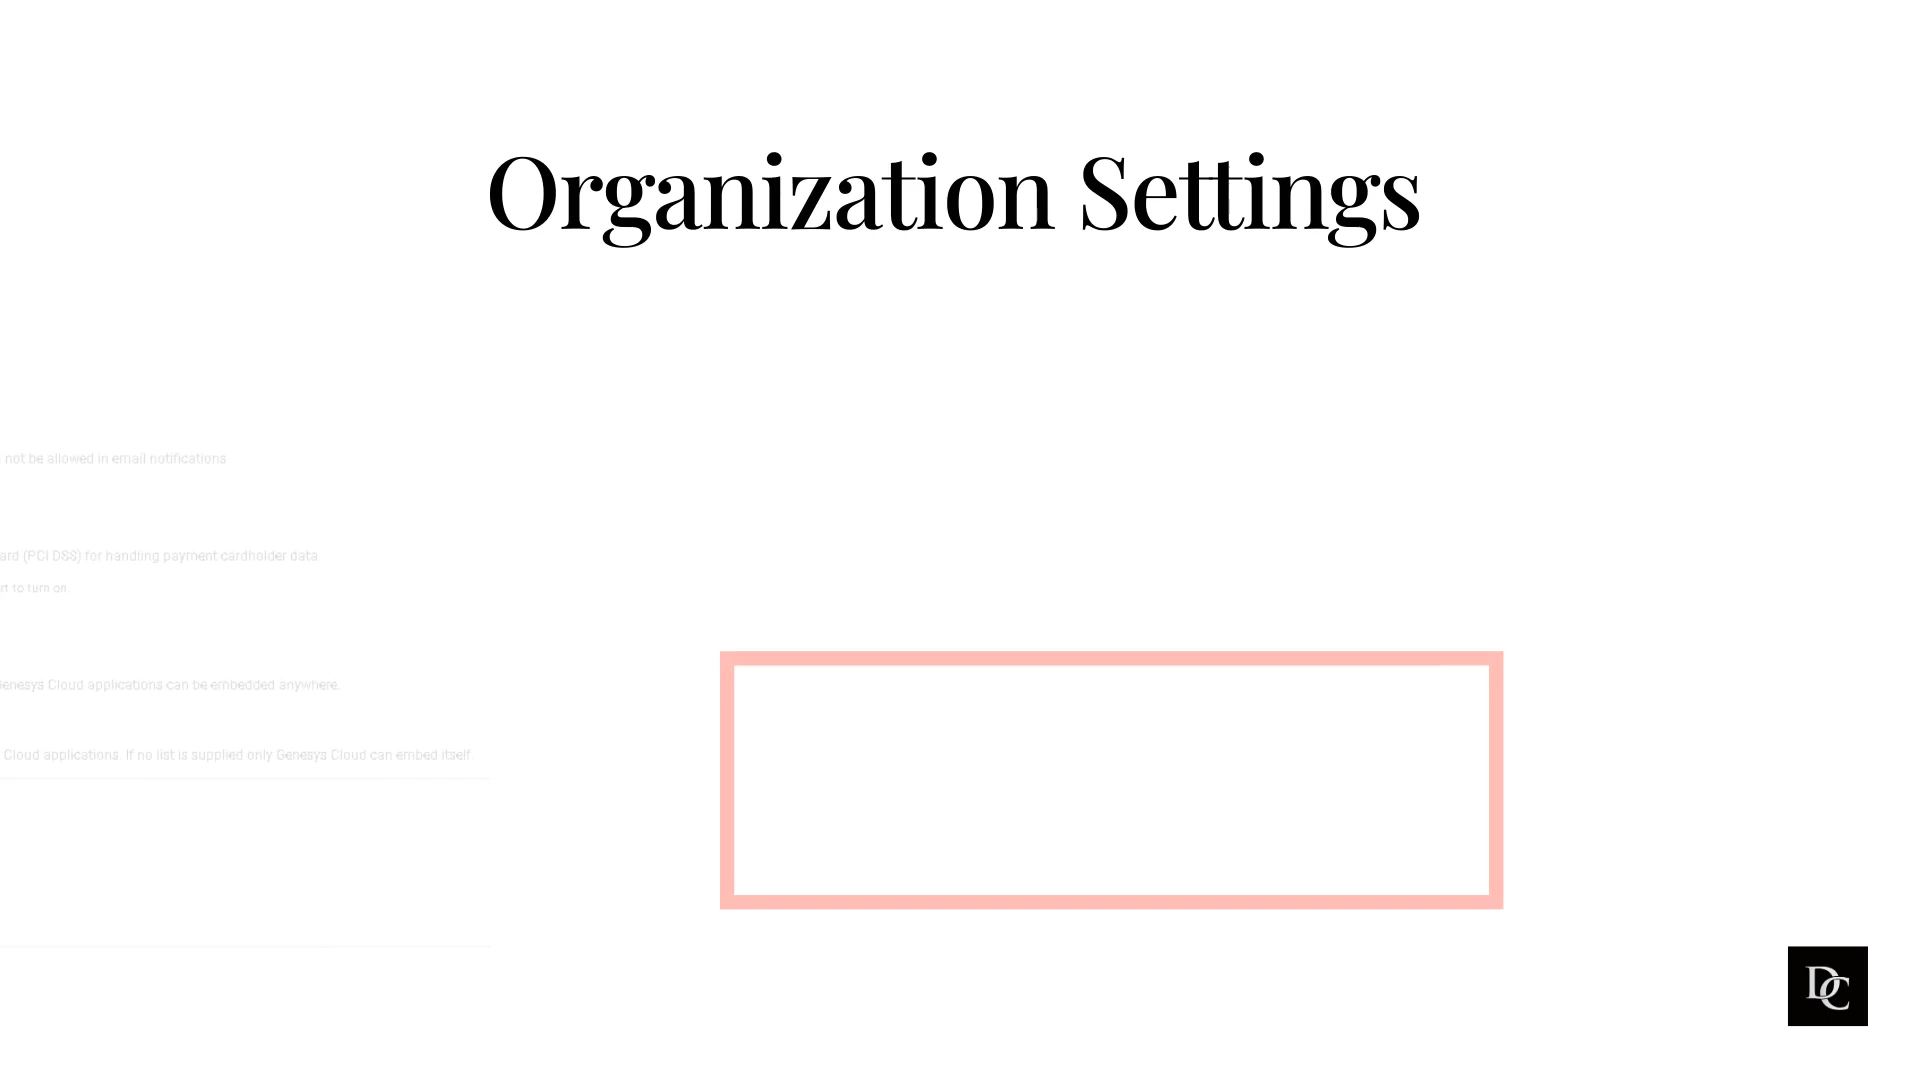 Organization Settings
not be allowed in email notifications
ard (PCI DSS) for handling payment cardholder data.
rt to turn on.
Genesys Cloud applications can be embedded anywhere.
Cloud applications. If no list is supplied only Genesys Cloud can embed itself.
DC